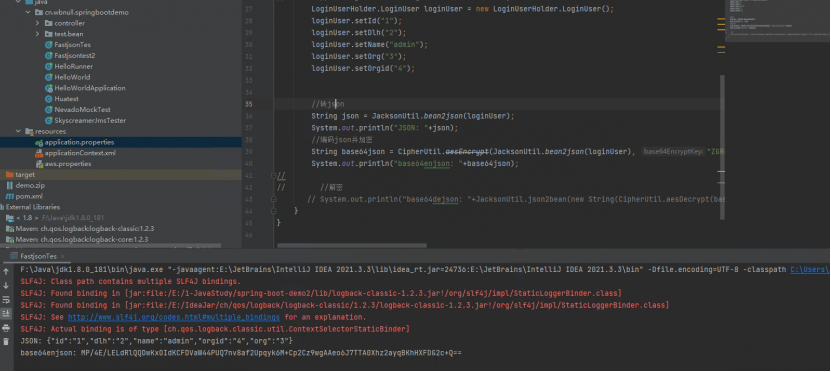 java
cn.wbnull.springbootdemo
controller
test.bean
FastjsonTes
Fastjsontest2
HelloRunner
HelloWorld
HelloWorldApplication
Huatest
NevadoMockTest
SkyscreamerJmsTester
resources
application.properties
applicationContext.xml
aws.properties
target
demo.zip
pom.xml
External Libraries
< 1.8 > F:\Java\jdk1.8.0_181
Maven: ch.qos.logback:logback-classic:1.2.3
Maven: ch.qos.logback:logback-core:1.2.3
27 LoginUserHolder.LoginUser loginUser = new LoginUserHolder.LoginUser();
28 loginUser.setId("1");
29 loginUser.setDlh("2");
30 loginUser.setName("admin");
31 loginUser.setOrg("3");
32 loginUser.setOrgid("4");
33
34
35 //转json
36 String json = JacksonUtil.bean2json(loginUser);
37 System.out.println("JSON: "+json);
38 //编码json并加密
39 String base64json = CipherUtil.aesEncrypt(JacksonUtil.bean2json(loginUser), base64EncryptKey:
40 System.out.println("base64enjson: "+base64json);
41 //
42 // //解密
43 // System.out.println("base64dejson: "+JacksonUtil.json2bean(new String(CipherUtil.aesDecrypt(
44 }
45 }
46
FastjsonTes
F:\Java\jdk1.8.0_181\bin\java.exe "-javaagent:E:\JetBrains\IntelliJ IDEA 2021.3.3\lib\idea_rt.jar=24736:E:\JetBrains\IntelliJ IDEA 2021.3.3\bin" -Dfile.encoding=UTF-8 -classpath C:\Users\
SLF4J: Class path contains multiple SLF4J bindings.
SLF4J: Found binding in [jar:file:/E:/1-JavaStudy/spring-boot-demo2/lib/logback-classic-1.2.3.jar!/org/slf4j/impl/StaticLoggerBinder.class]
SLF4J: Found binding in [jar:file:/E:/IdeaJar/ch/qos/logback/logback-classic/1.2.3/logback-classic-1.2.3.jar!/org/slf4j/impl/StaticLoggerBinder.class]
SLF4J: See http://www.slf4j.org/codes.html#multiple_bindings for an explanation.
SLF4J: Actual binding is of type [ch.qos.logback.classic.util.ContextSelectorStaticBinder]
JSON: {"id":"1","dlh":"2","name":"admin","orgid":"4","org":"3"}
base64enjson: MP/4E/LELdRlQQDwKxOIdKCFDVaW44PUQ7nv8af2Upqyk6M+Cp2Cz9wgAAeo6J7TTAGXhz2ayqBKhHXFDG2c+Q==